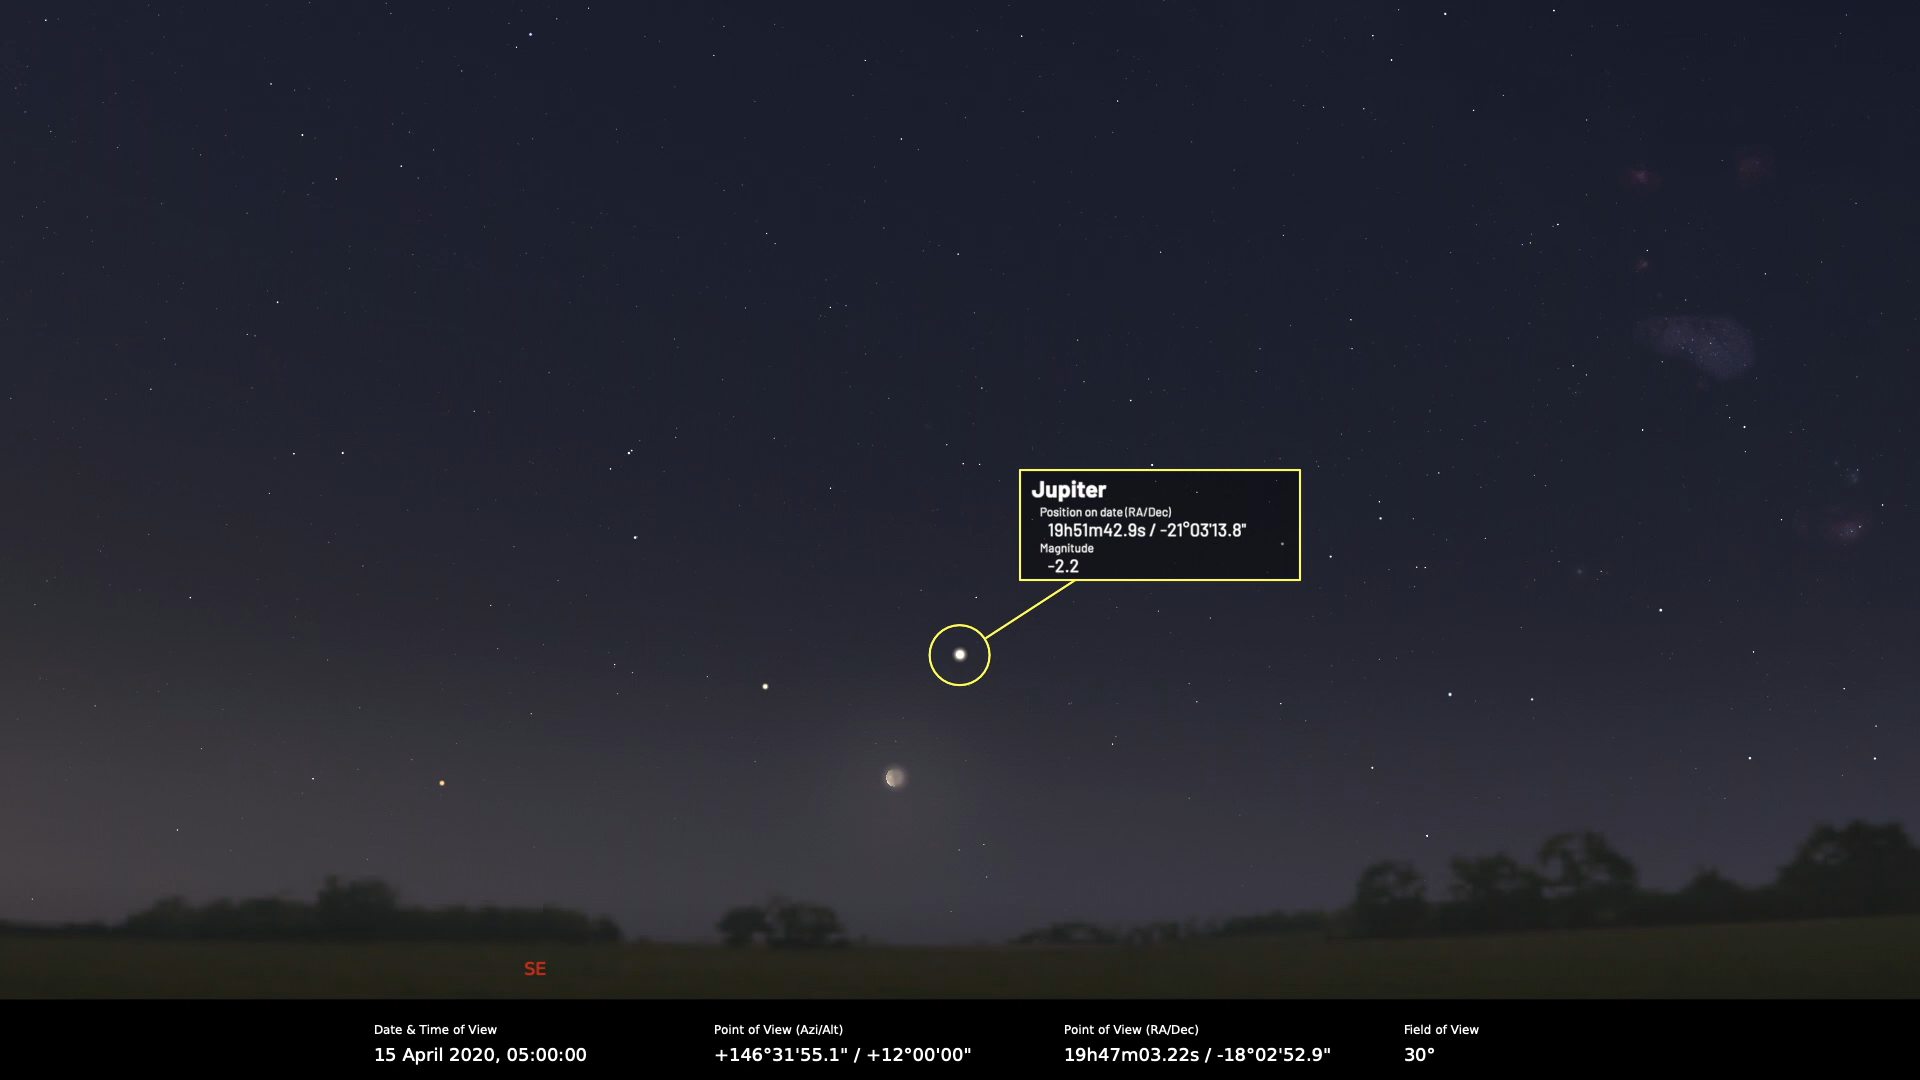 Jupiter
Position on date (RA/Dec)
19h51m42.9s / -21°03'13.8"
Magnitude
-2.2
SE
Date & Time of View
15 April 2020, 05:00:00
Point of View (Azi/Alt)
+146°31'55.1" / +12°00'00"
Point of View (RA/Dec)
19h47m03.22s / -18°02'52.9"
Field of View
30°